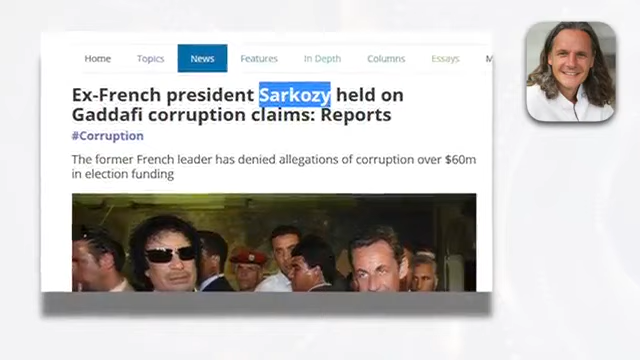 Home Topics News Features In Depth Columns Essays M
Ex-French president Sarkozy held on
Gaddafi corruption claims: Reports
#Corruption
The former French leader has denied allegations of corruption over $60m
in election funding